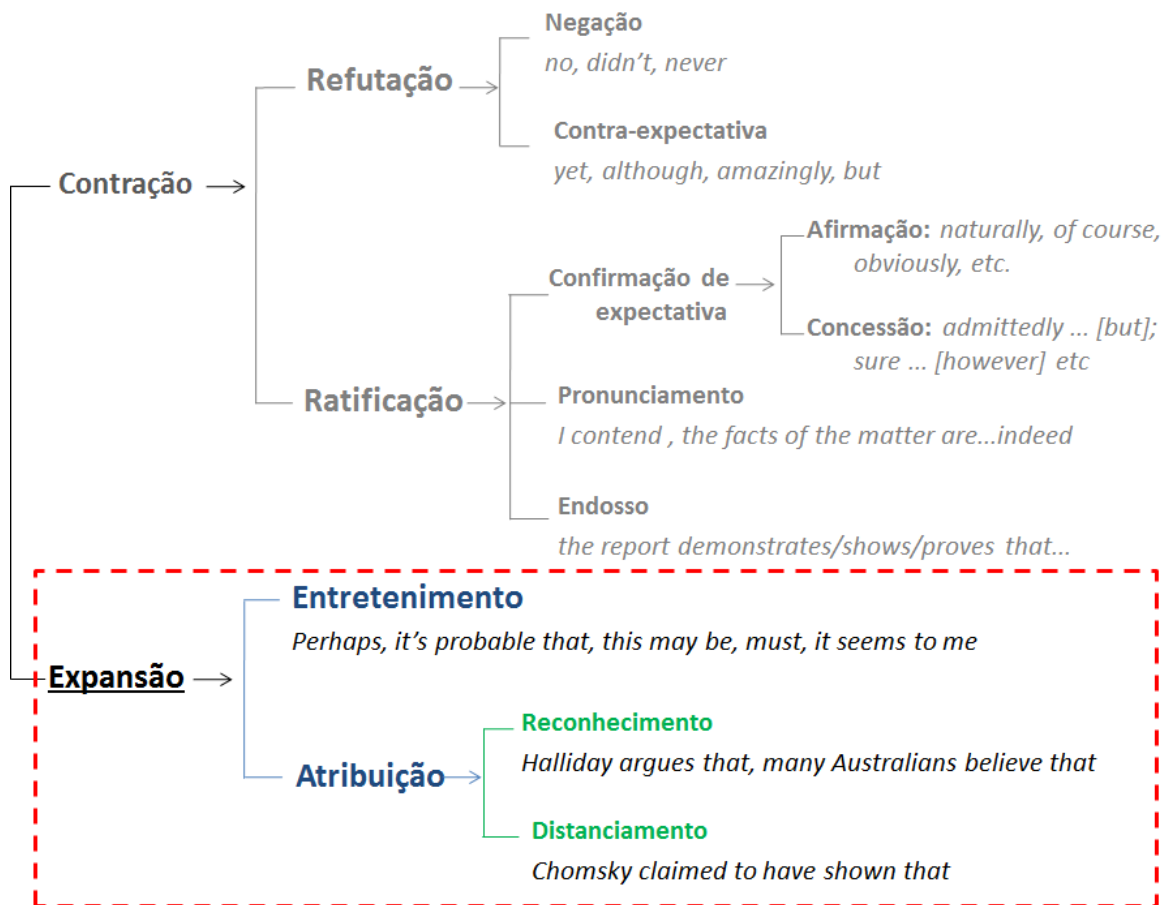 Negação
no, didn't, never
Refutação
Contra-expectativa
yet, although, amazingly, but
Contração
Afirmação: naturally, of course,
obviously, etc.
Confirmação de
expectativa
Concessão: admittedly ... [but];
sure ... [however] etc
Ratificação
Pronunciamento
I contend , the facts of the matter are...indeed
Endosso
the report demonstrates/shows/proves that...
Entretenimento
Perhaps, it's probable that, this may be, must, it seems to me
Expansão
Reconhecimento
Halliday argues that, many Australians believe that
Atribuição
Distanciamento
Chomsky claimed to have shown that